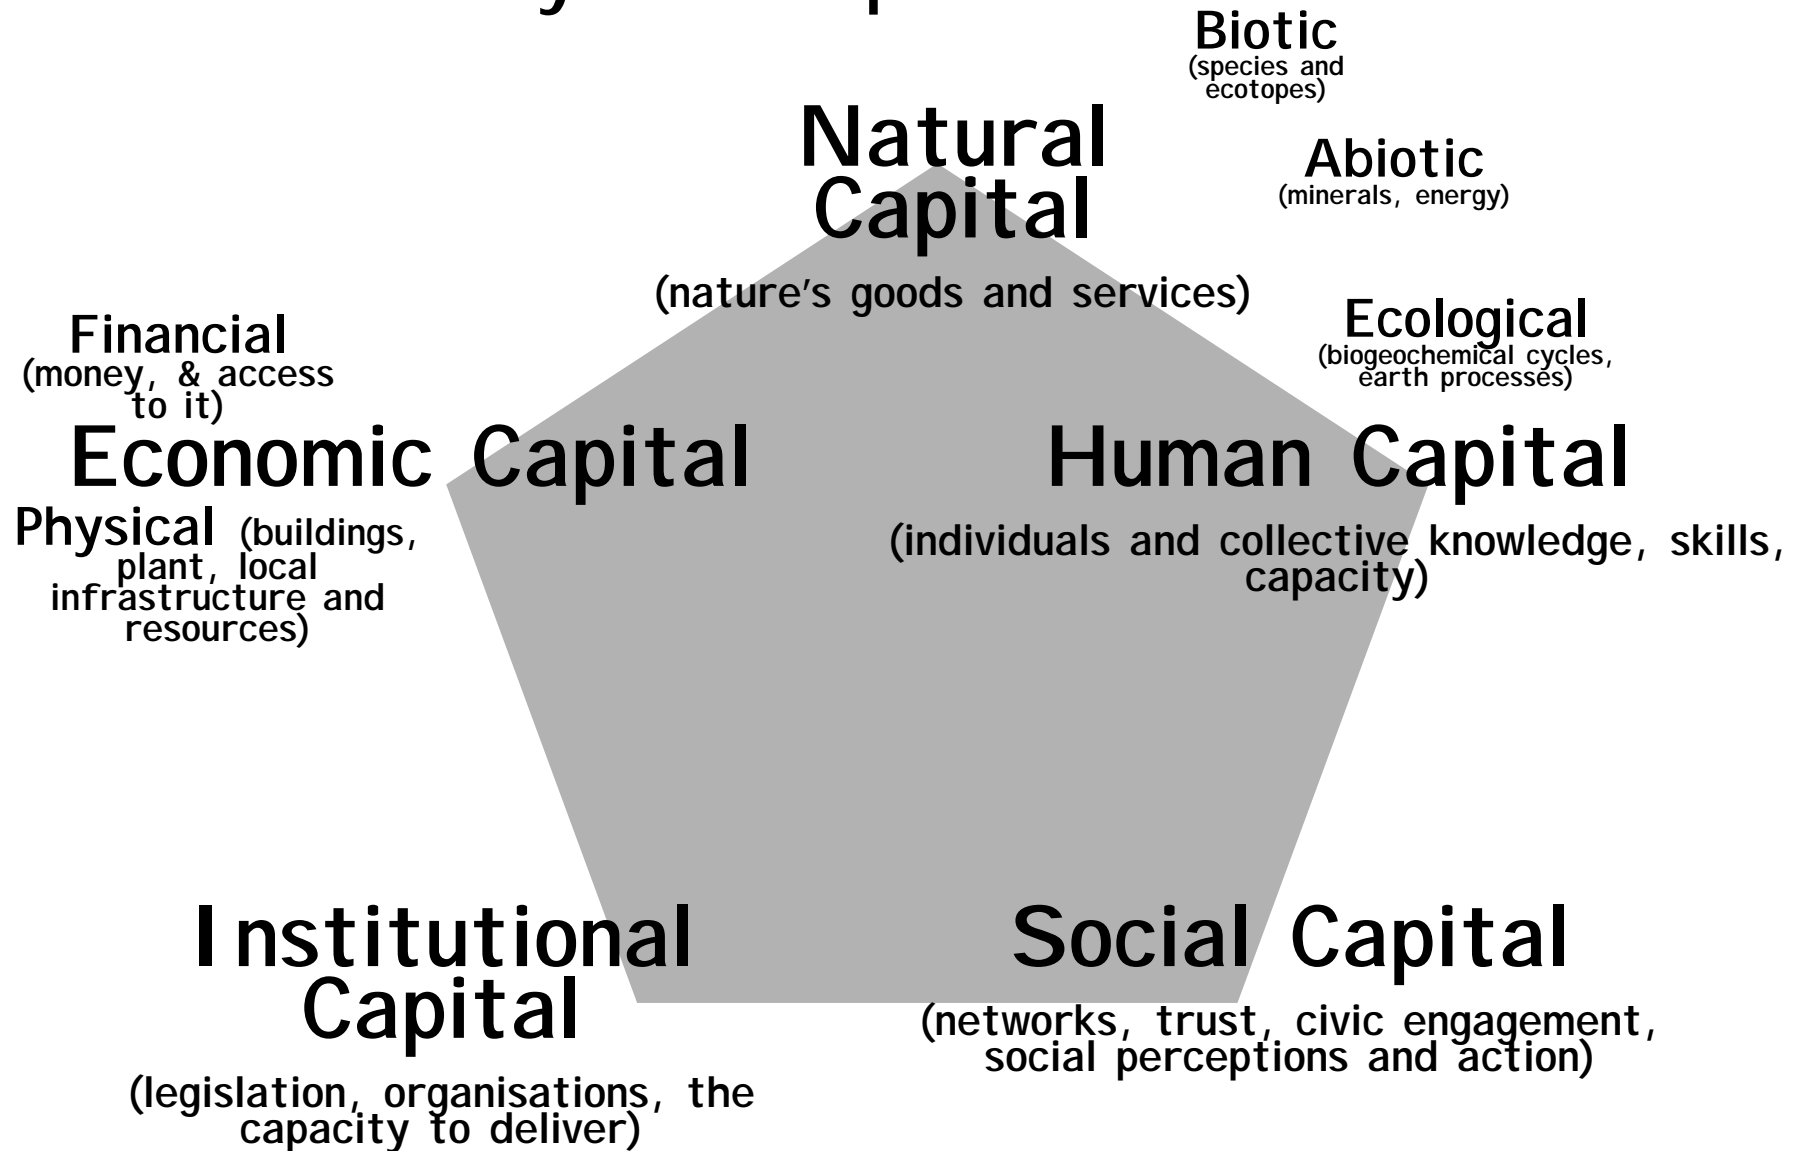 Biotic
(species and
ecotopes)
Natural
Capital
(nature's goods and services)
Abiotic
(minerals, energy)
Ecological
(biogeochemical cycles,
earth processes)
Financial
(money, & access
to it)
Economic Capital
Physical (buildings,
plant, local
infrastructure and
resources)
Human Capital
(individuals and collective knowledge, skills,
capacity)
Institutional
Capital
(legislation, organisations, the
capacity to deliver)
Social Capital
(networks, trust, civic engagement,
social perceptions and action)